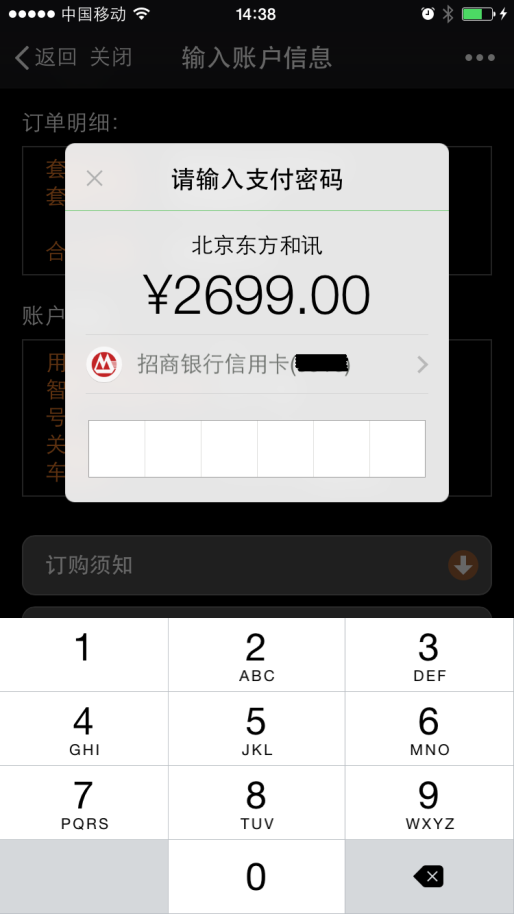 中国移动
14:38
返回 关闭
输入账户信息
订单明细:
套
套
合
请输入支付密码
北京东方和讯
¥2699.00
招商银行信用卡(
)
账户
用
智
号
关
车
订购须知
1
2
ABC
3
DEF
4
GHI
5
JKL
6
MNO
7
PQRS
8
TUV
9
WXYZ
0